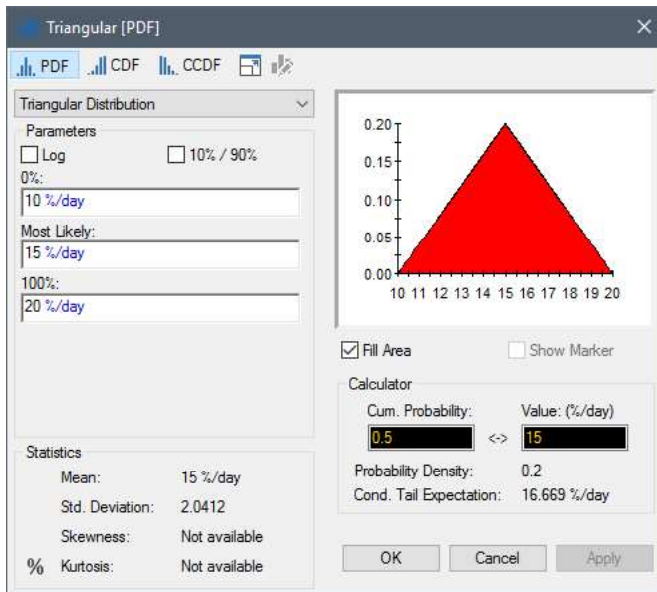 Triangular [PDF]
PDF CDF CCDF
Triangular Distribution
Parameters
Log 10% / 90%
0%:
10 %/day
Most Likely:
15 %/day
100%:
20 %/day
Statistics
Mean: 15 %/day
Std. Deviation: 2.0412
Skewness: Not available
% Kurtosis: Not available
0.20
0.15
0.10
0.05
0.00
10 11 12 13 14 15 16 17 18 19 20
Fill Area Show Marker
Calculator
Cum. Probability: Value: (%/day)
0.5 <-> 15
Probability Density: 0.2
Cond. Tail Expectation: 16.669 %/day
OK Cancel Apply